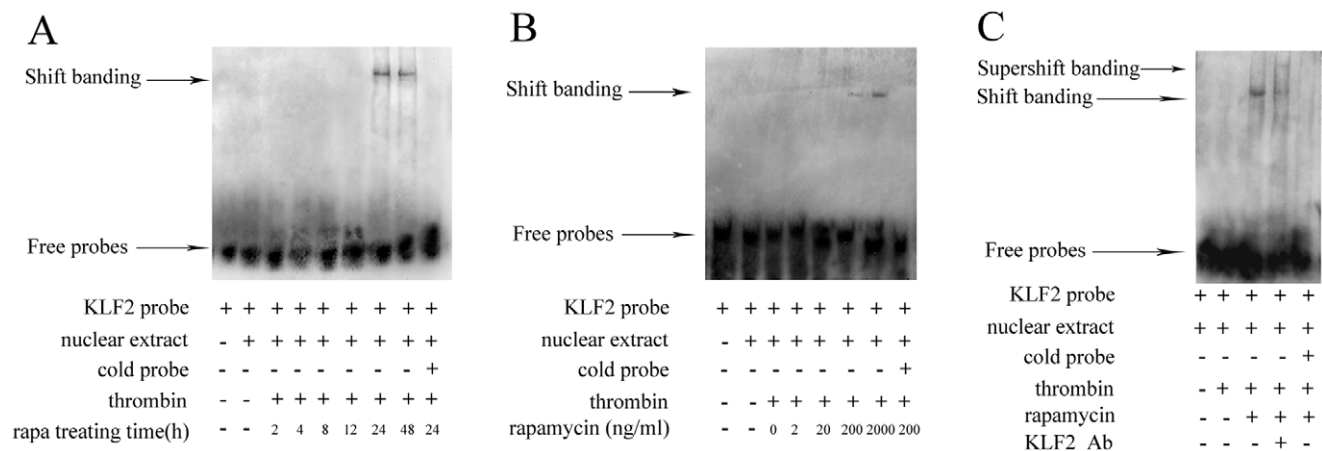 A
Shift banding
Free probes
KLF2 probe + + + + + + + + +
nuclear extract - + + + + + + + +
cold probe - - - - - - - - +
thrombin - - + + + + + + +
rapa treating time(h) - - 2 4 8 12 24 48 24
B
Shift banding
Free probes
KLF2 probe + + + + + + + +
nuclear extract - + + + + + + +
cold probe - - - - - - - +
thrombin - - + + + + + +
rapamycin (ng/ml) - - 0 2 20 200 2000 200
C
Supershift banding
Shift banding
Free probes
KLF2 probe + + + + +
nuclear extract + + + + +
cold probe - - - - +
thrombin - + + + +
rapamycin - - + + +
KLF2 Ab - - - + -